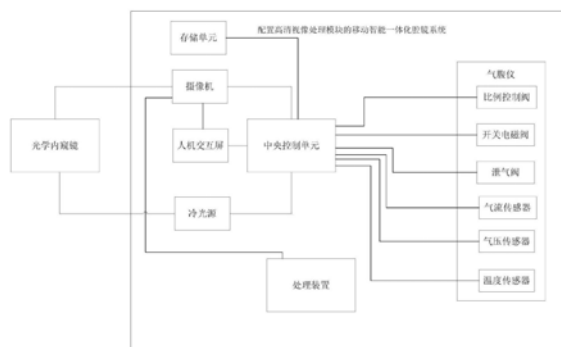 配置高清视像处理模块的移动智能一体化腔镜系统
存储单元
摄像机
人机交互屏
中央控制单元
光学内窥镜
冷光源
处理装置
气腹仪
比例控制阀
开关电磁阀
泄气阀
气流传感器
气压传感器
温度传感器